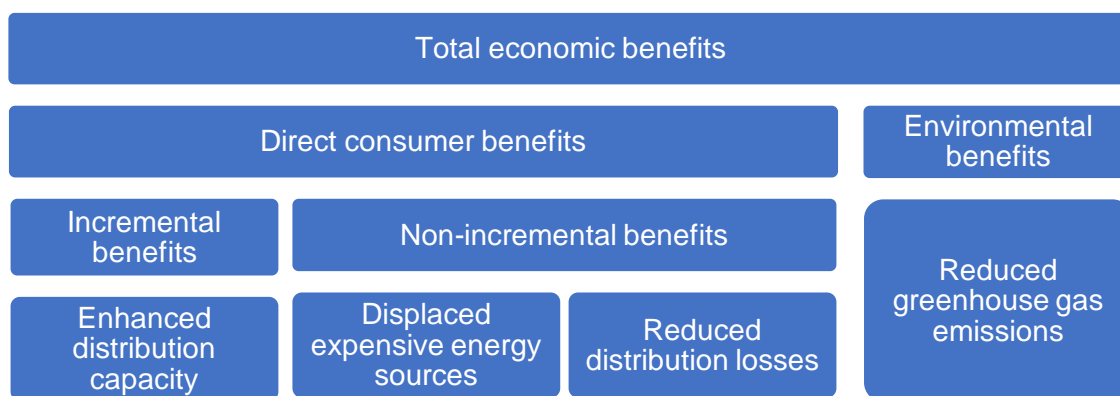 Total economic benefits
Direct consumer benefits
Environmental
benefits
Incremental
benefits
Non-incremental benefits
Enhanced
distribution
capacity
Displaced
expensive energy
sources
Reduced
distribution losses
Reduced
greenhouse gas
emissions